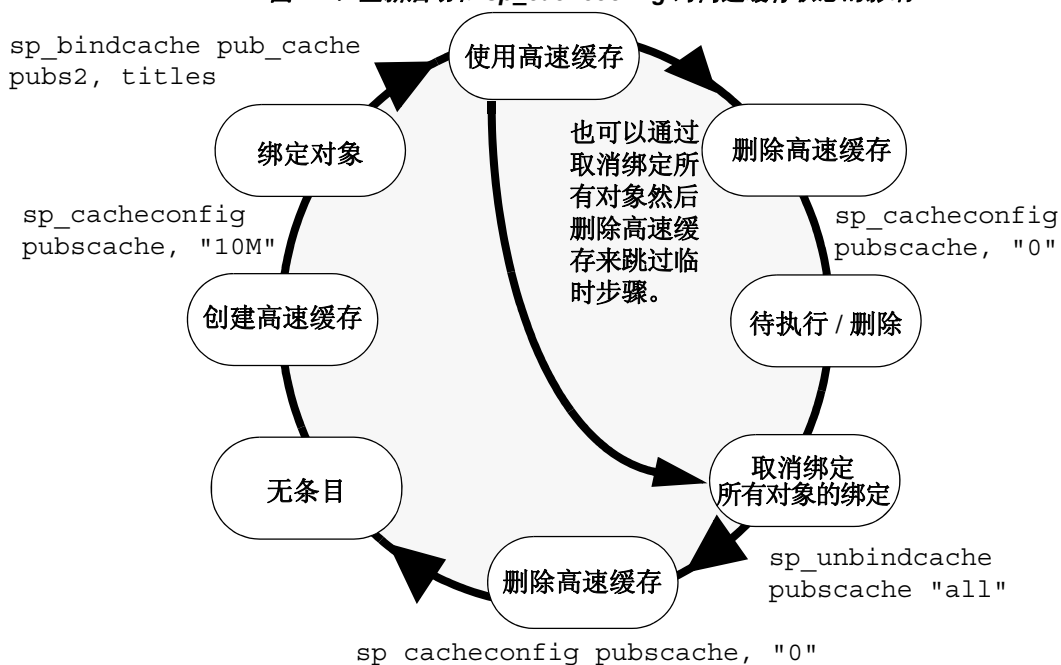 sp_bindcache pub_cache
pubs2, titles
使用高速缓存
绑定对象
也可以通过
取消绑定所
有对象然后
删除高速缓
存来跳过临
时步骤。
删除高速缓存
sp_cacheconfig
pubscache, "10M"
sp_cacheconfig
pubscache, "0"
创建高速缓存
待执行 / 删除
无条目
取消绑定
所有对象的绑定
删除高速缓存
sp_unbindcache
pubscache "all"
sp cacheconfig pubscache, "0"